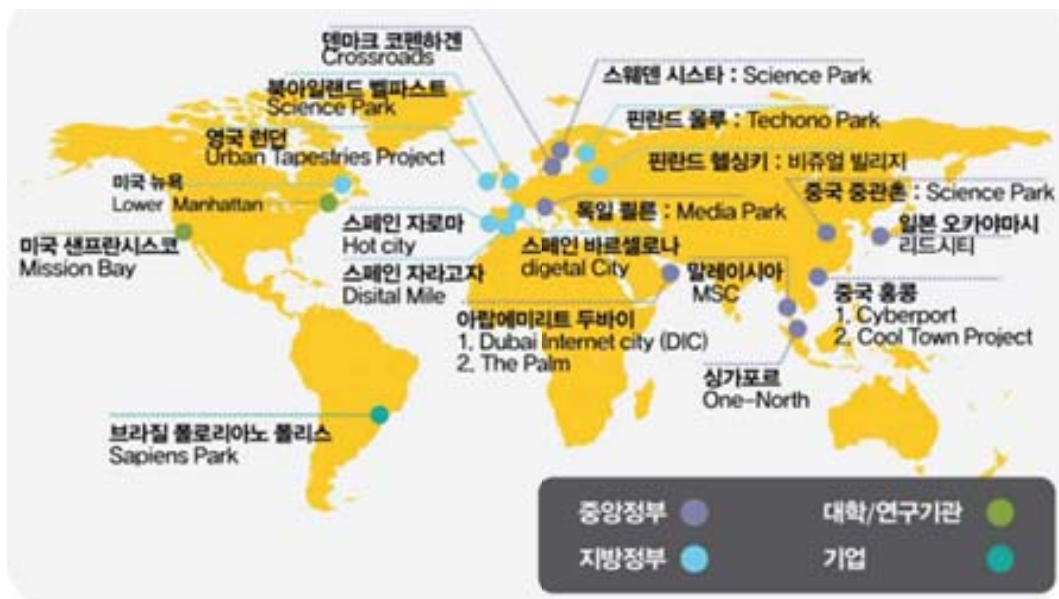 덴마크 코펜하겐
Crossroads
스웨덴 시스타 : Science Park
북아일랜드 벨파스트
Science Park
핀란드 울루 : Techono Park
영국 런던
Urban Tapestries Project
핀란드 헬싱키 : 비쥬얼 빌리지
미국 뉴욕
Lower Manhattan
중국 중관촌 : Science Park
스페인 자로마
Hot city
독일 쾰른 : Media Park
일본 오카야마시
리드시티
미국 샌프란시스코
Mission Bay
스페인 바르셀로나
digetal City
스페인 자라고자
Disital Mile
말레이시아
MSC
중국 홍콩
1. Cyberport
2. Cool Town Project
아랍에미리트 두바이
1. Dubai Internet city (DIC)
2. The Palm
싱가포르
One-North
브라질 폴로리아노 폴리스
Sapiens Park
중앙정부
대학/연구기관
지방정부
기업